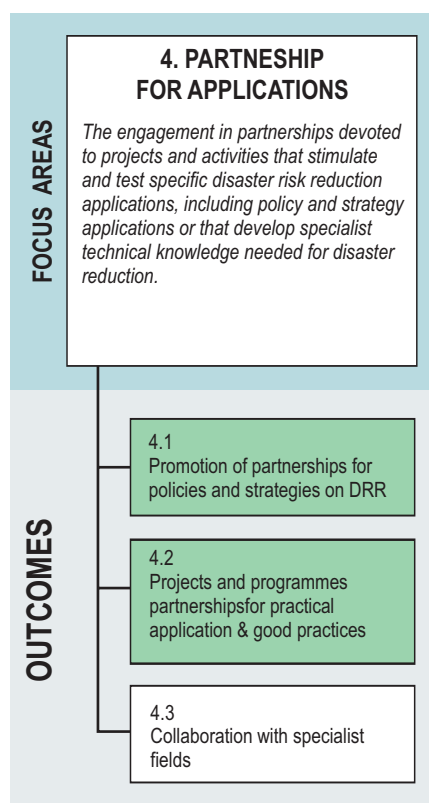 FOCUS AREAS
4. PARTNESHIP
FOR APPLICATIONS
The engagement in partnerships devoted
to projects and activities that stimulate
and test specific disaster risk reduction
applications, including policy and strategy
applications or that develop specialist
technical knowledge needed for disaster
reduction.
OUTCOMES
4.1
Promotion of partnerships for
policies and strategies on DRR
4.2
Projects and programmes
partnershipsfor practical
application & good practices
4.3
Collaboration with specialist
fields